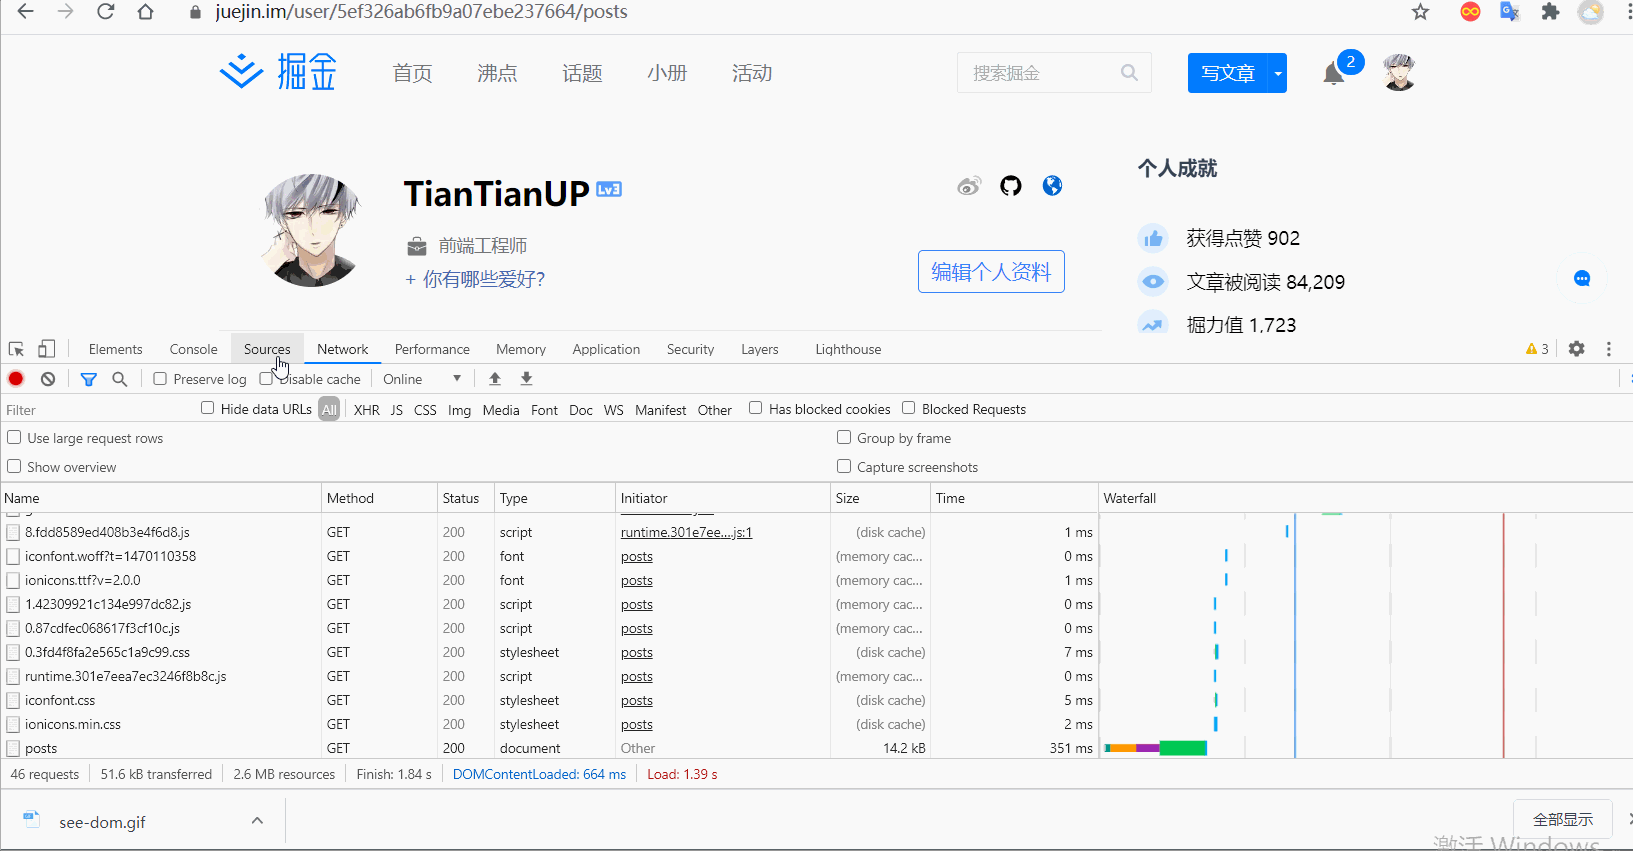 juejin.im/user/5ef326ab6fb9a07ebe237664/posts
掘金 首页 沸点 话题 小册 活动 搜索掘金 写文章 2
个人成就
TianTianUP Lv3
前端工程师
+ 你有哪些爱好?
编辑个人资料
获得点赞 902
文章被阅读 84,209
掘力值 1,723
Elements Console Sources Network Performance Memory Application Security Layers Lighthouse 3
Preserve log Disable cache Online
Filter Hide data URLs All XHR JS CSS Img Media Font Doc WS Manifest Other Has blocked cookies Blocked Requests
Use large request rows Group by frame
Show overview Capture screenshots
Name Method Status Type Initiator Size Time Waterfall
8.fdd8589ed408b3e4f6d8.js GET 200 script runtime.301e7ee....js:1 (disk cache) 1 ms
iconfont.woff?t=1470110358 GET 200 font posts (memory cac... 0 ms
ionicons.ttf?v=2.0.0 GET 200 font posts (memory cac... 1 ms
1.42309921c134e997dc82.js GET 200 script posts (memory cac... 0 ms
0.87cdfec068617f3cf10c.js GET 200 script posts (memory cac... 0 ms
0.3fd4f8fa2e565c1a9c99.css GET 200 stylesheet posts (disk cache) 7 ms
runtime.301e7eea7ec3246f8b8c.js GET 200 script posts (memory cac... 0 ms
iconfont.css GET 200 stylesheet posts (disk cache) 5 ms
ionicons.min.css GET 200 stylesheet posts (disk cache) 2 ms
posts GET 200 document Other 14.2 kB 351 ms
46 requests 51.6 kB transferred 2.6 MB resources Finish: 1.84 s DOMContentLoaded: 664 ms Load: 1.39 s
see-dom.gif 全部显示
激活 Windows